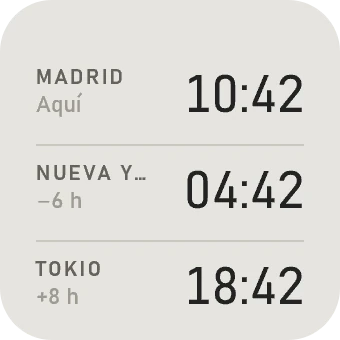 MADRID
Aquí
10:42
NUEVA Y…
−6 h
04:42
TOKIO
+8 h
18:42